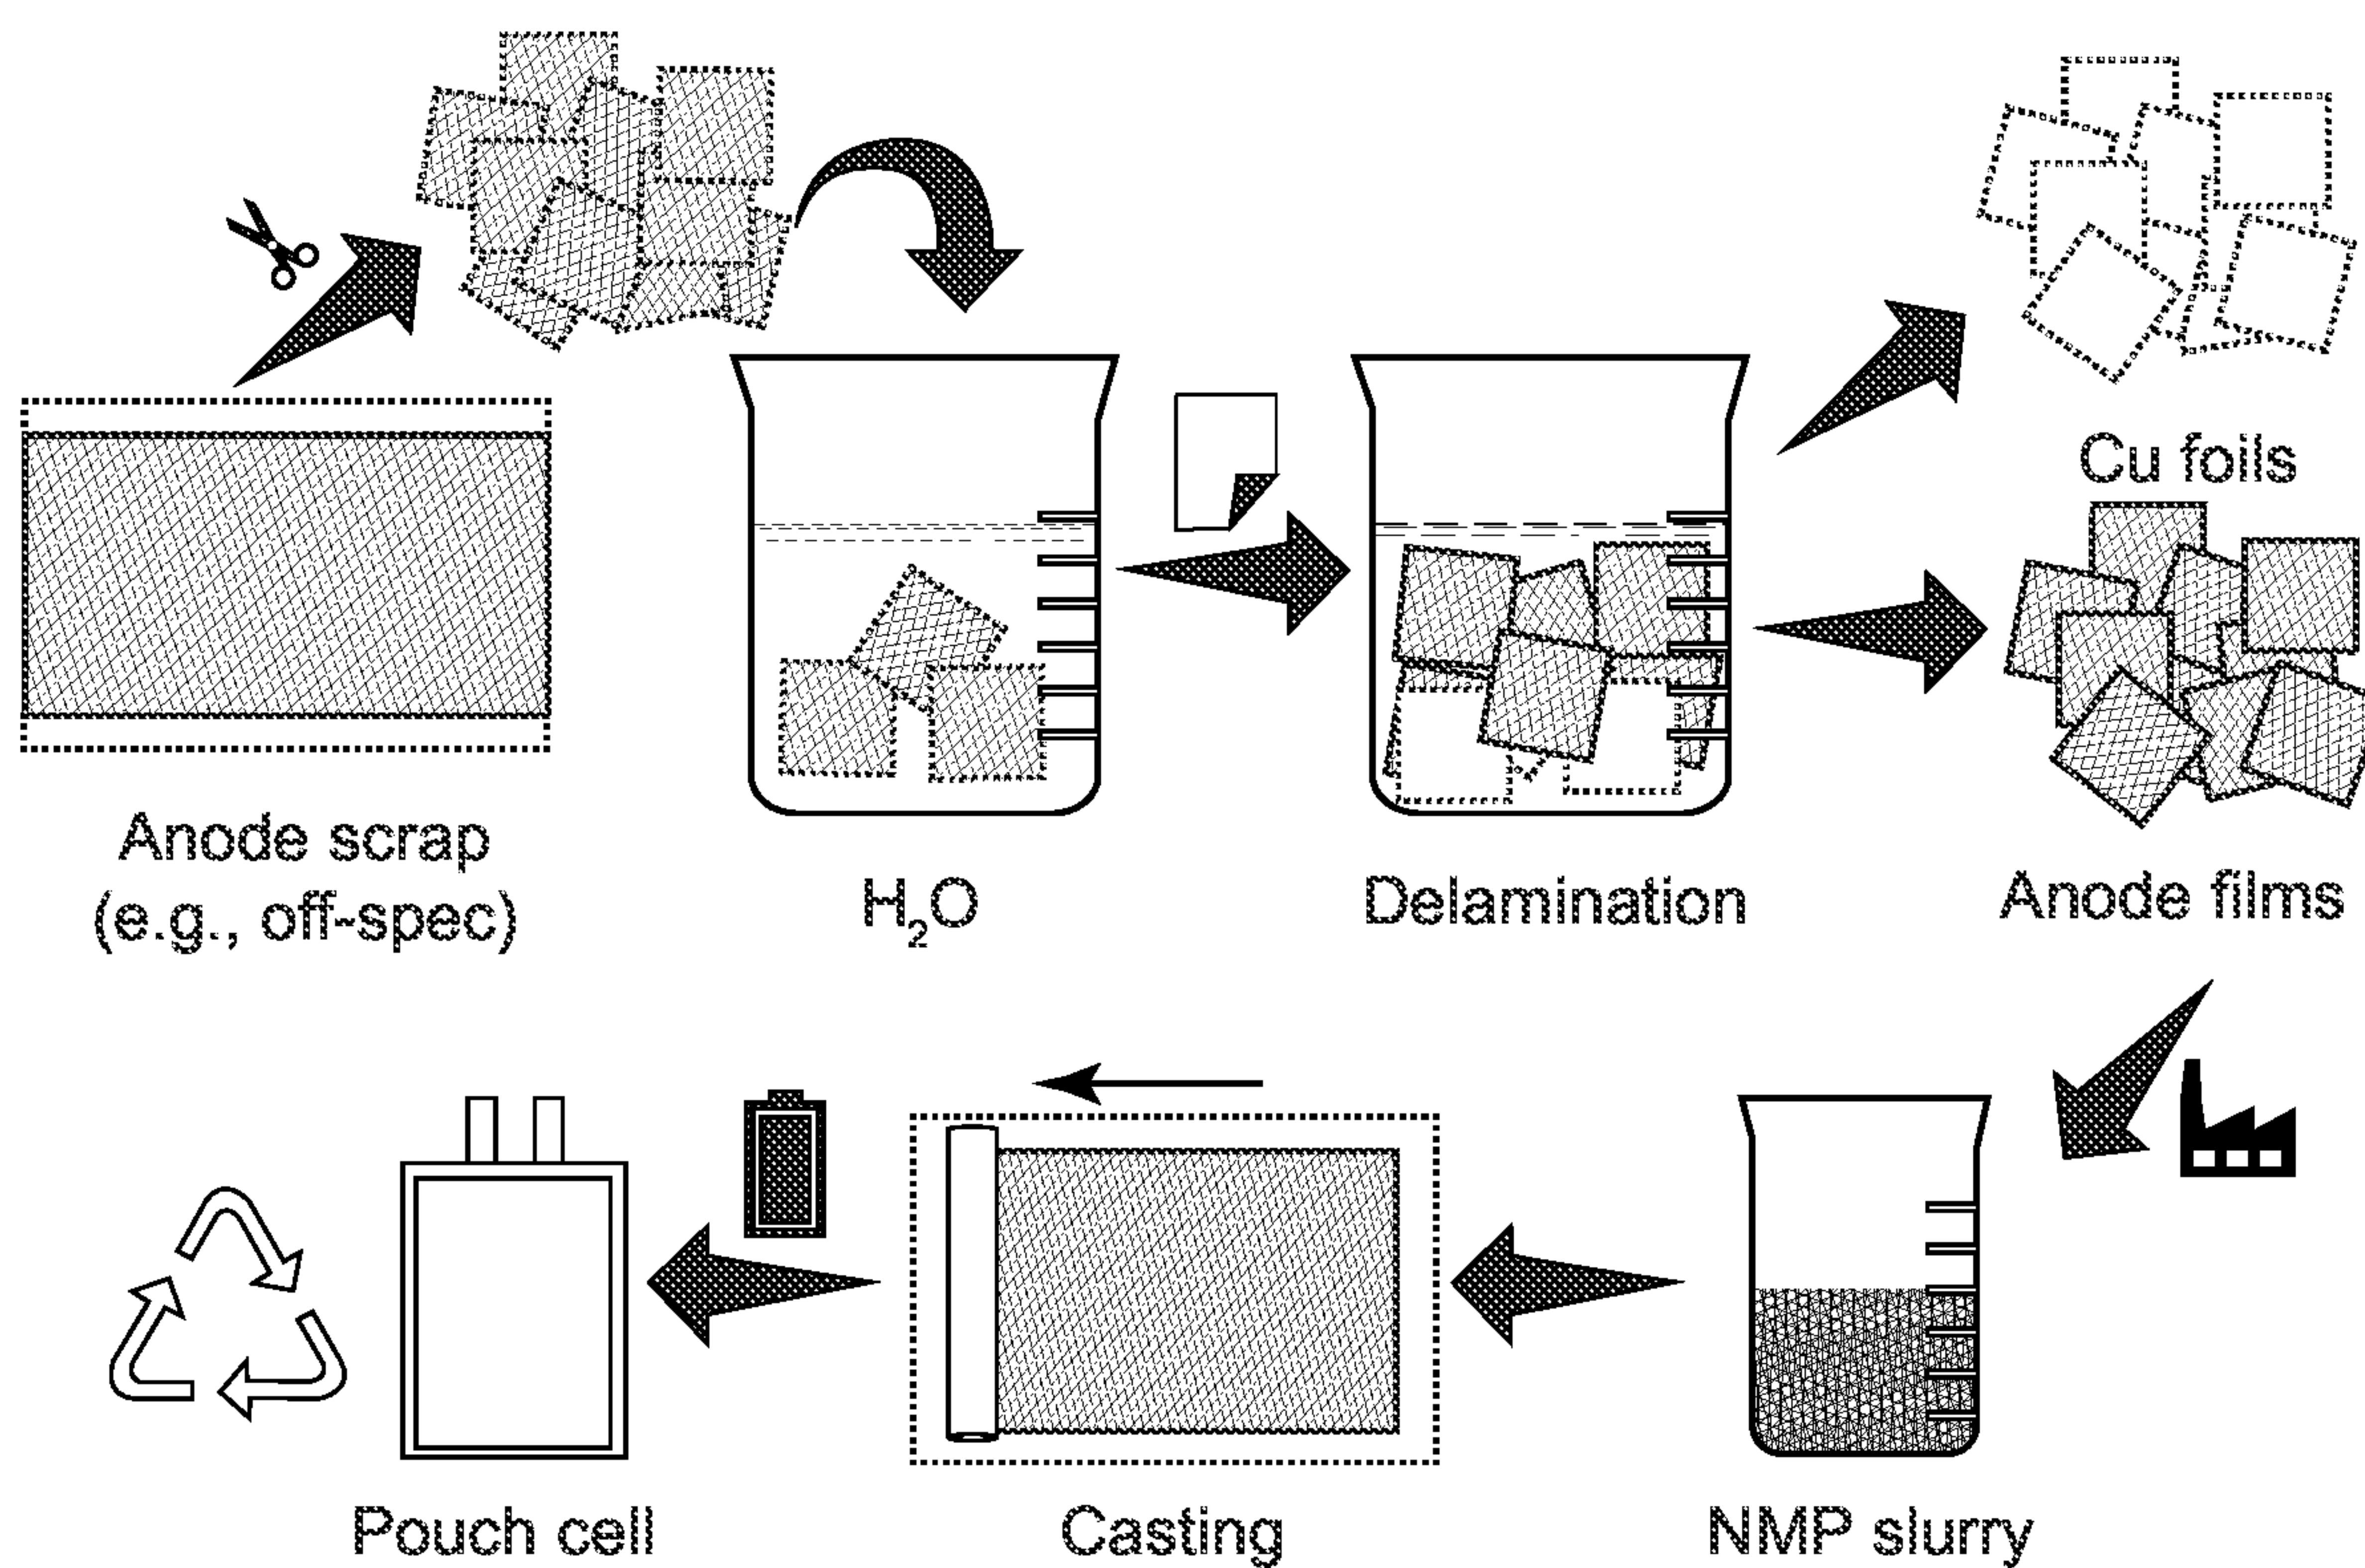 Cu foils
Anode scrap
(e.g., off-spec)
H₂O
Delamination
Anode films
Pouch cell
Casting
NMP slurry